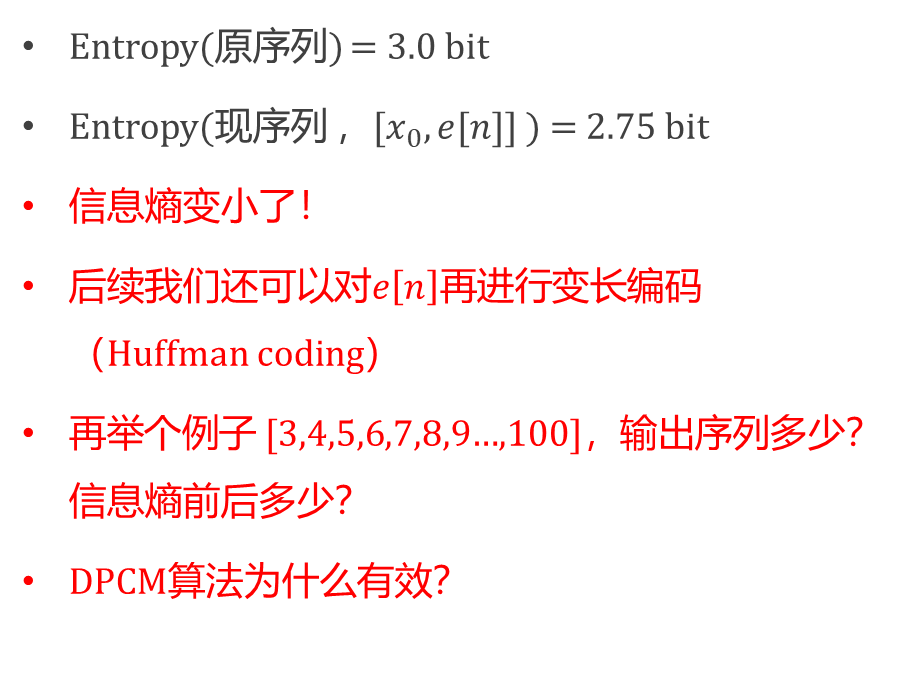 • Entropy(原序列) = 3.0 bit
• Entropy(现序列 ，[x₀, e[n]] ) = 2.75 bit
• 信息熵变小了！
• 后续我们还可以对e[n]再进行变长编码
（Huffman coding）
• 再举个例子 [3,4,5,6,7,8,9…,100]，输出序列多少？
信息熵前后多少？
• DPCM算法为什么有效？